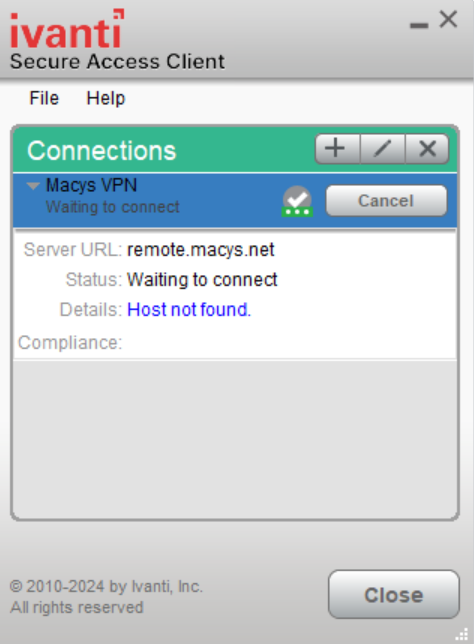 ivanti
Secure Access Client
File Help
Connections
Macys VPN
Waiting to connect
Cancel
Server URL: remote.macys.net
Status: Waiting to connect
Details: Host not found.
Compliance:
© 2010-2024 by Ivanti, Inc.
All rights reserved
Close